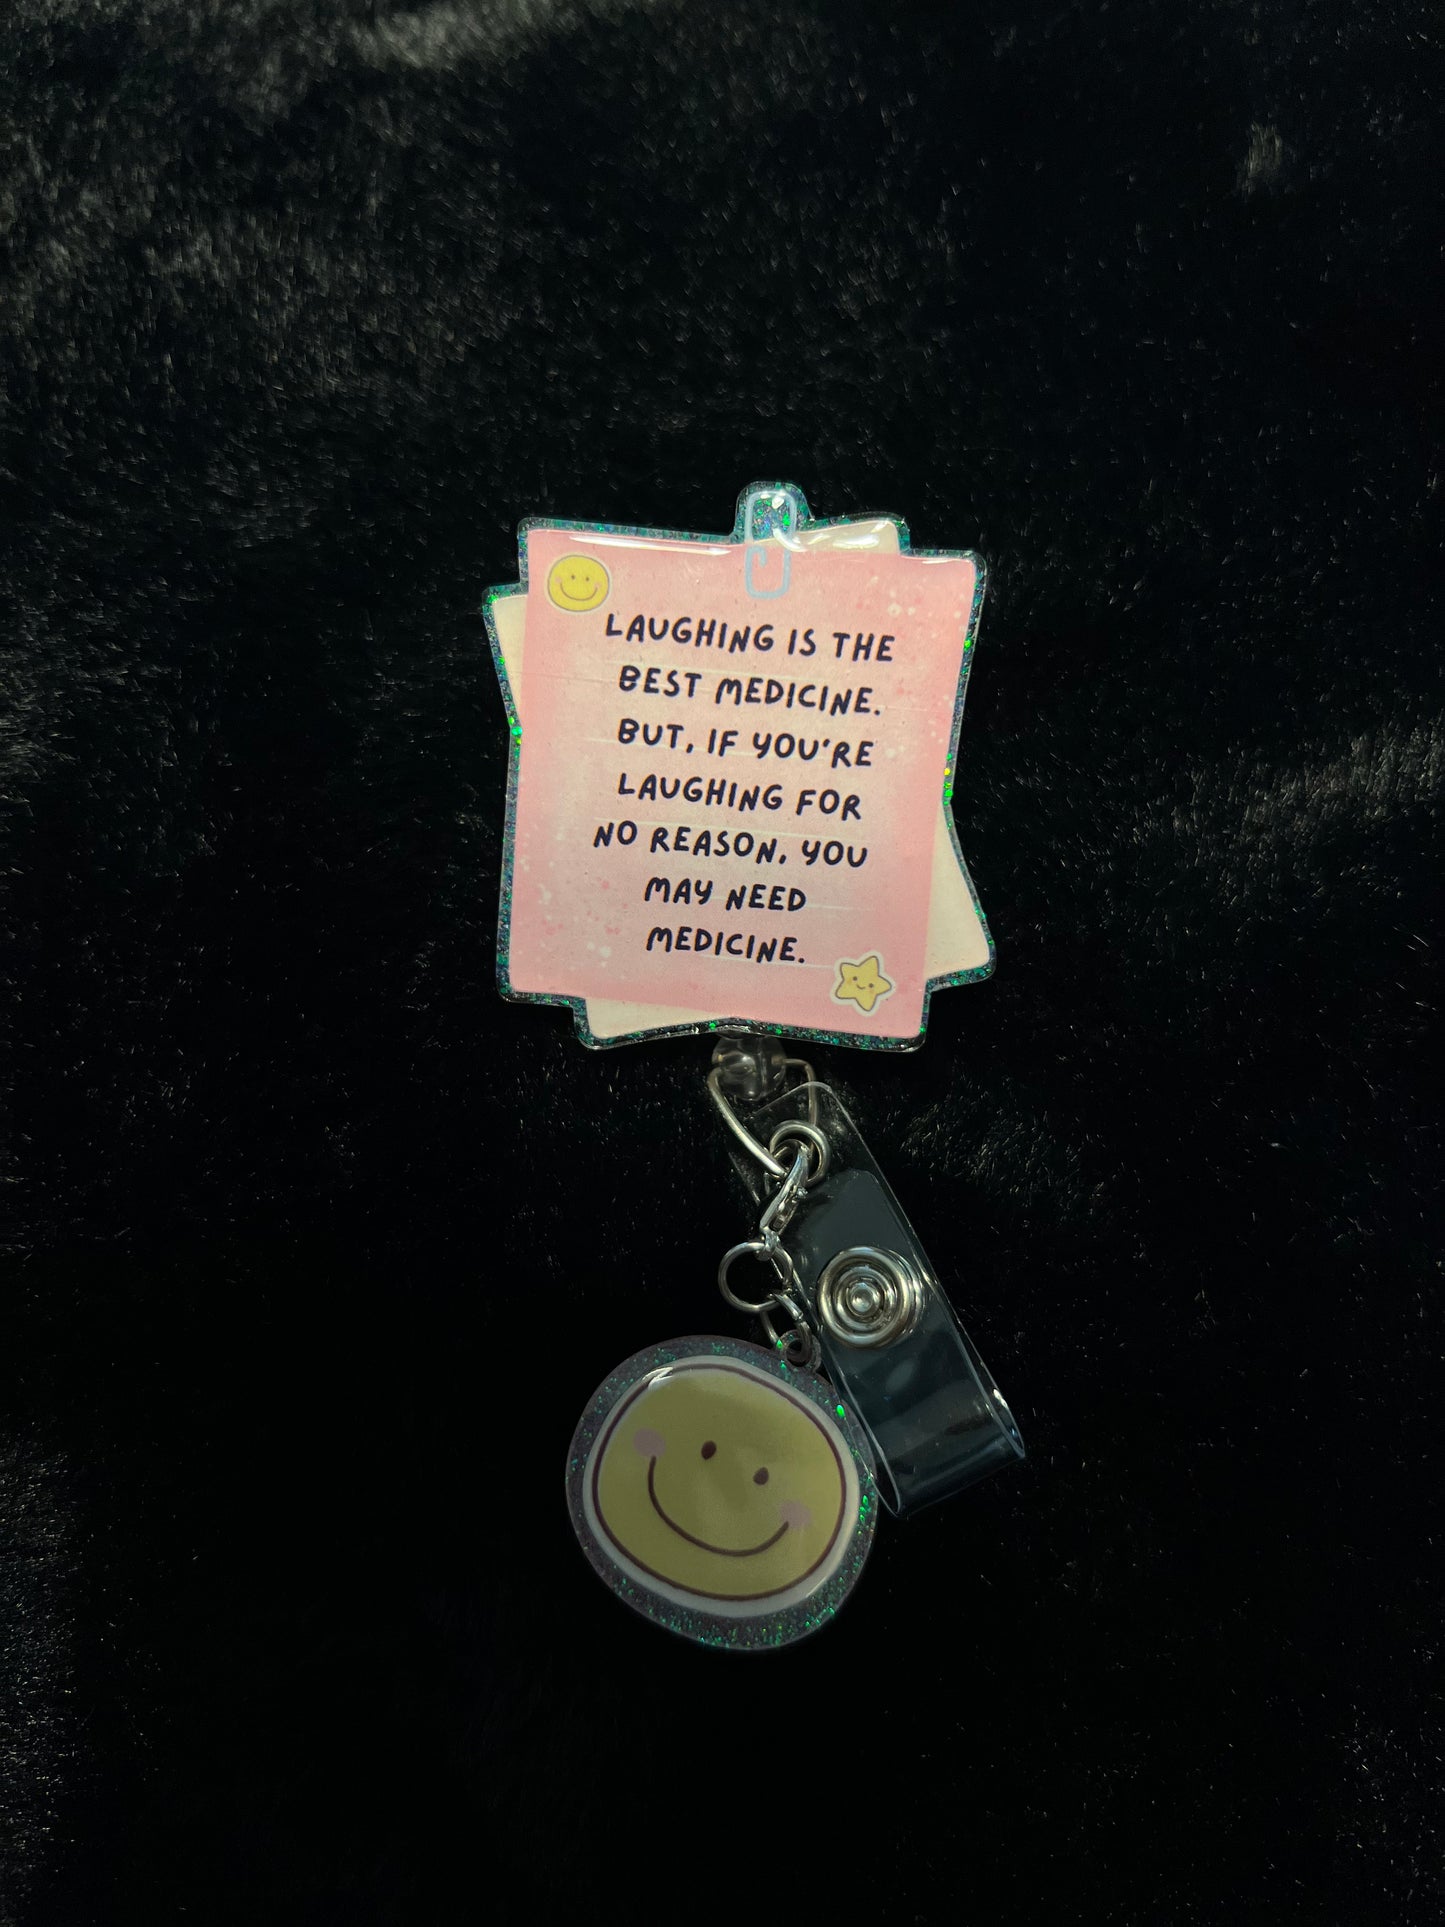 LAUGHING IS THE
BEST MEDICINE.
BUT, IF YOU'RE
LAUGHING FOR
NO REASON, YOU
MAY NEED
MEDICINE.